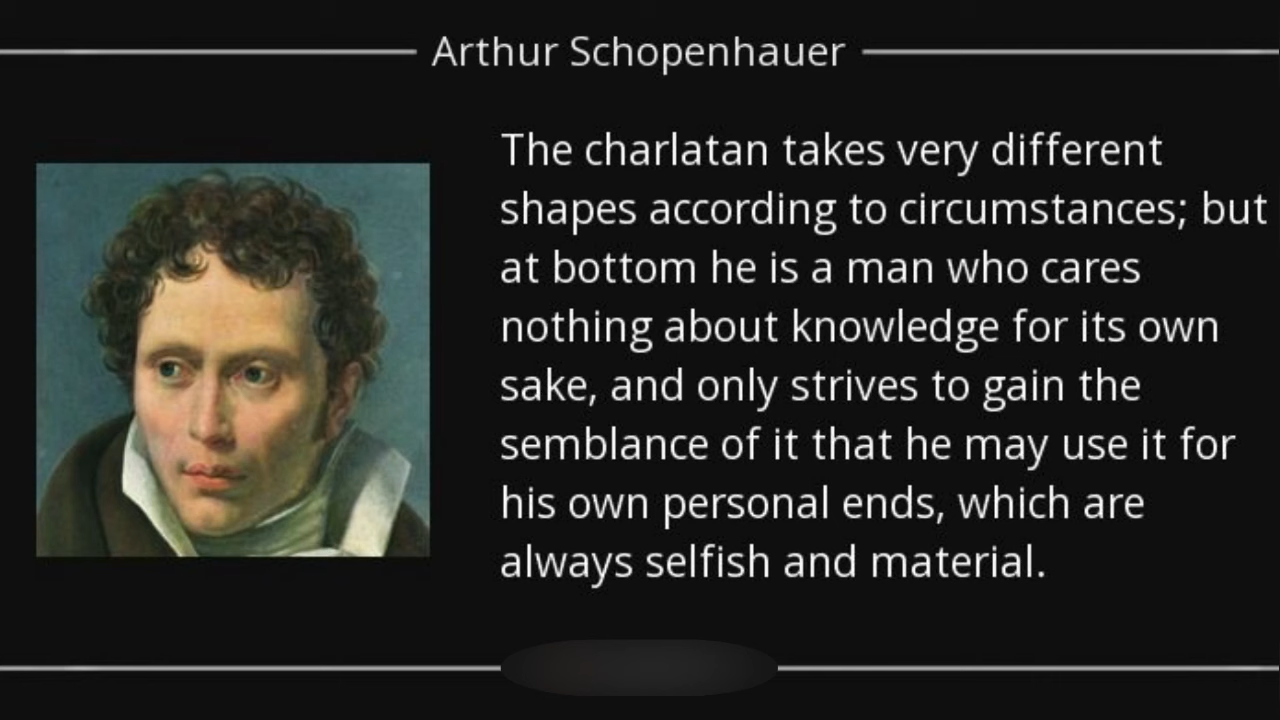 Arthur Schopenhauer
The charlatan takes very different
shapes according to circumstances; but
at bottom he is a man who cares
nothing about knowledge for its own
sake, and only strives to gain the
semblance of it that he may use it for
his own personal ends, which are
always selfish and material.